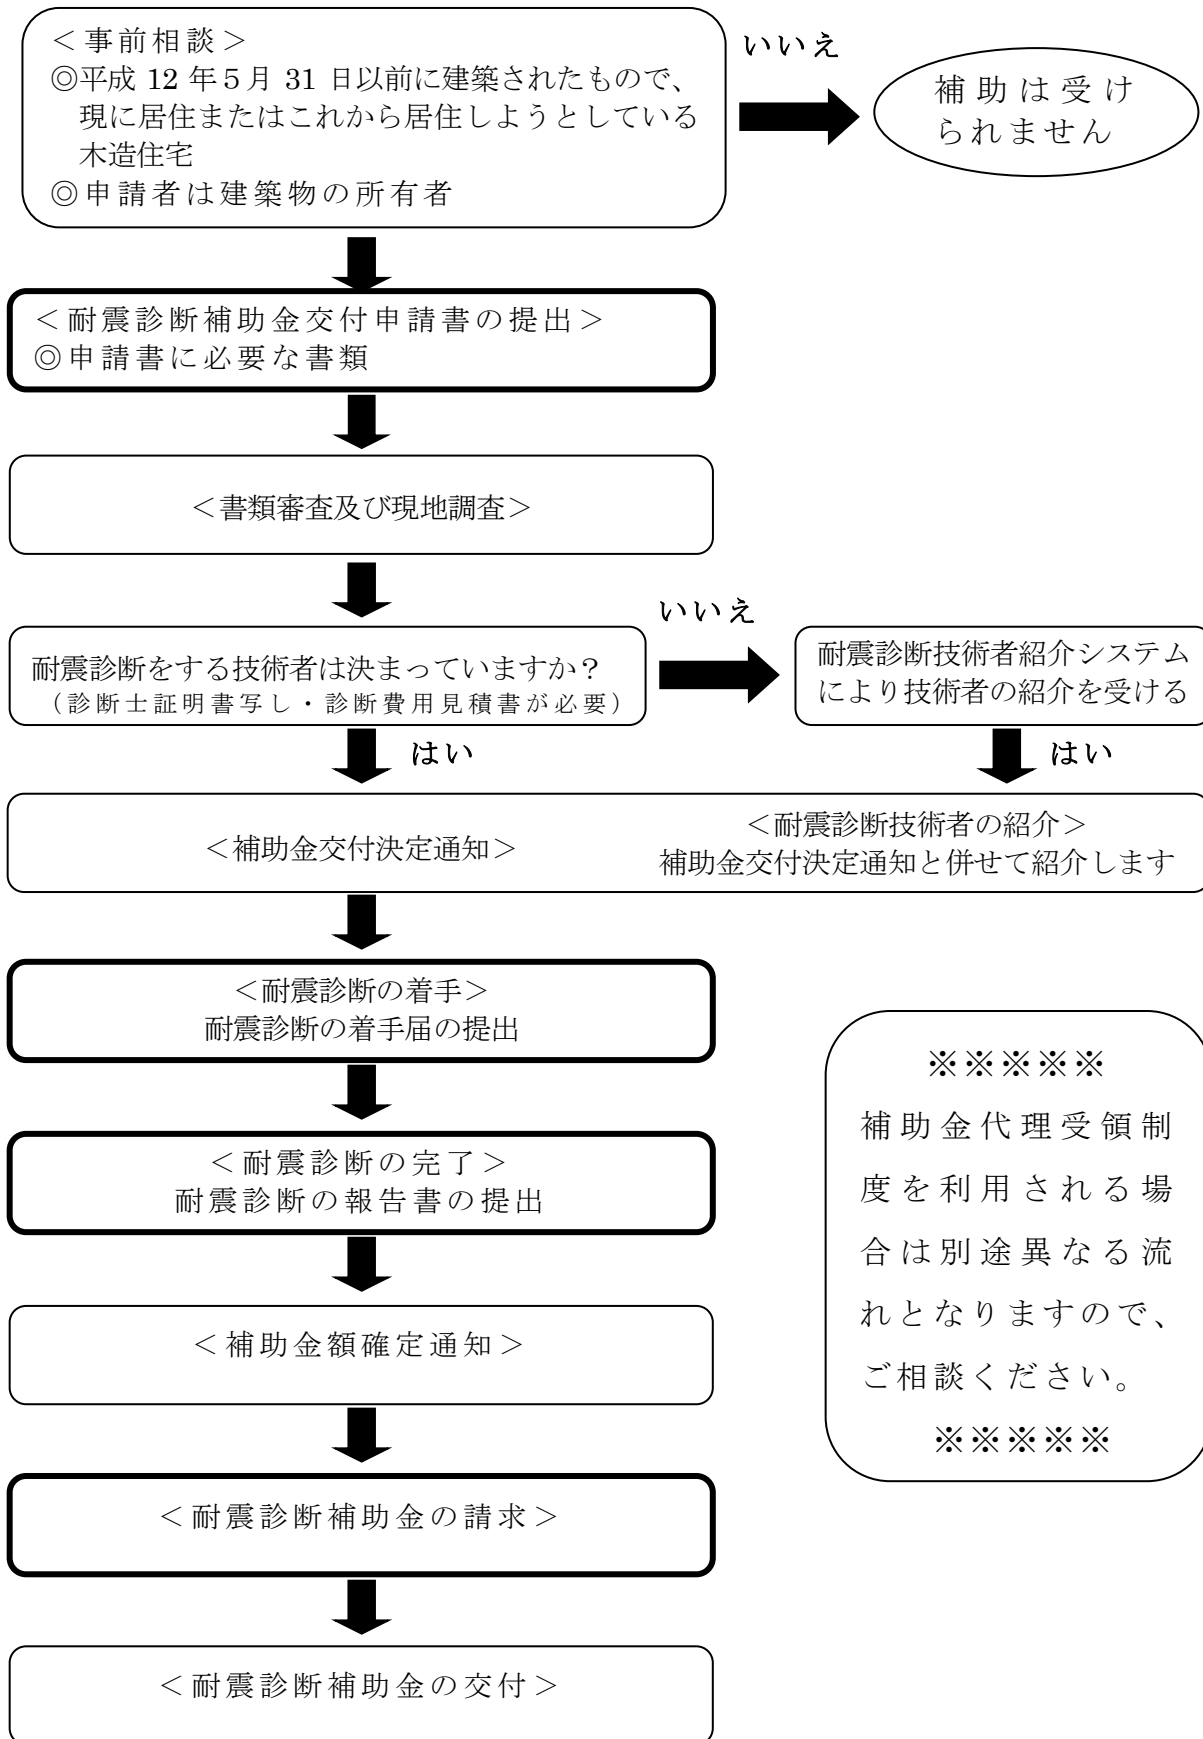 ＜事前相談＞
◎平成 12 年５月 31 日以前に建築されたもので、
現に居住またはこれから居住しようとしている
木造住宅
◎申請者は建築物の所有者
いいえ
補助は受け
られません
＜耐震診断補助金交付申請書の提出＞
◎申請書に必要な書類
＜書類審査及び現地調査＞
耐震診断をする技術者は決まっていますか？
（診断士証明書写し・診断費用見積書が必要）
いいえ
耐震診断技術者紹介システム
により技術者の紹介を受ける
はい
はい
＜補助金交付決定通知＞
＜耐震診断技術者の紹介＞
補助金交付決定通知と併せて紹介します
＜耐震診断の着手＞
耐震診断の着手届の提出
＜耐震診断の完了＞
耐震診断の報告書の提出
＜補助金額確定通知＞
＜耐震診断補助金の請求＞
＜耐震診断補助金の交付＞
※※※※※
補助金代理受領制
度を利用される場
合は別途異なる流
れとなりますので、
ご相談ください。
※※※※※